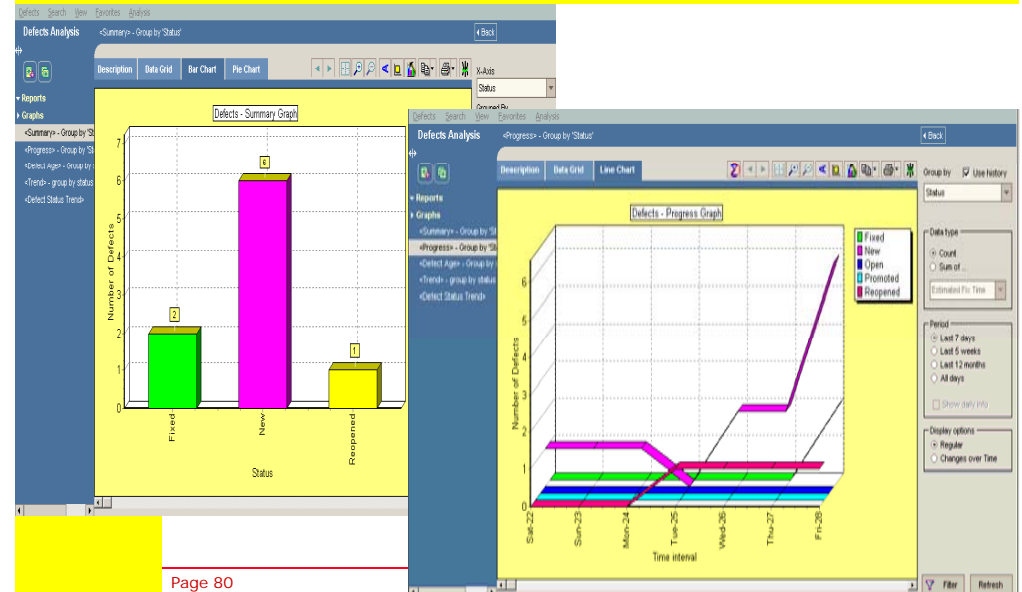 Defects Search View Favorites Analysis
Defects Analysis
<Summary> - Group by 'Status'
Back
Description
Data Grid
Bar Chart
Pie Chart
X-Axis
Status
Grouped By
Reports
Graphs
<Summary> - Group by 'St
<Progress> - Group by 'St
<Defect Age> - Group by
<Trend> - group by status
<Defect Status Trend>
Defects - Summary Graph
Number of Defects
7
6
5
4
3
2
1
0
2
6
1
Fixed
New
Reopened
Status
Page 80
Defects Search View Favorites Analysis
Defects Analysis
<Progress> - Group by 'Status'
Back
Description
Data Grid
Line Chart
Group by
Use history
Status
Reports
Graphs
<Summary> - Group by 'St
<Progress> - Group by 'St
<Defect Age> - Group by
<Trend> - group by status
<Defect Status Trend>
Defects - Progress Graph
Fixed
New
Open
Promoted
Reopened
Number of Defects
6
5
4
3
2
1
0
Sat-22
Sun-23
Mon-24
Tue-25
Wed-26
Thu-27
Fri-28
Time interval
Data type
Count
Sum of ...
Estimated Fix Time
Period
Last 7 days
Last 5 weeks
Last 12 months
All days
Show daily info
Display options
Regular
Changes over Time
Filter
Refresh